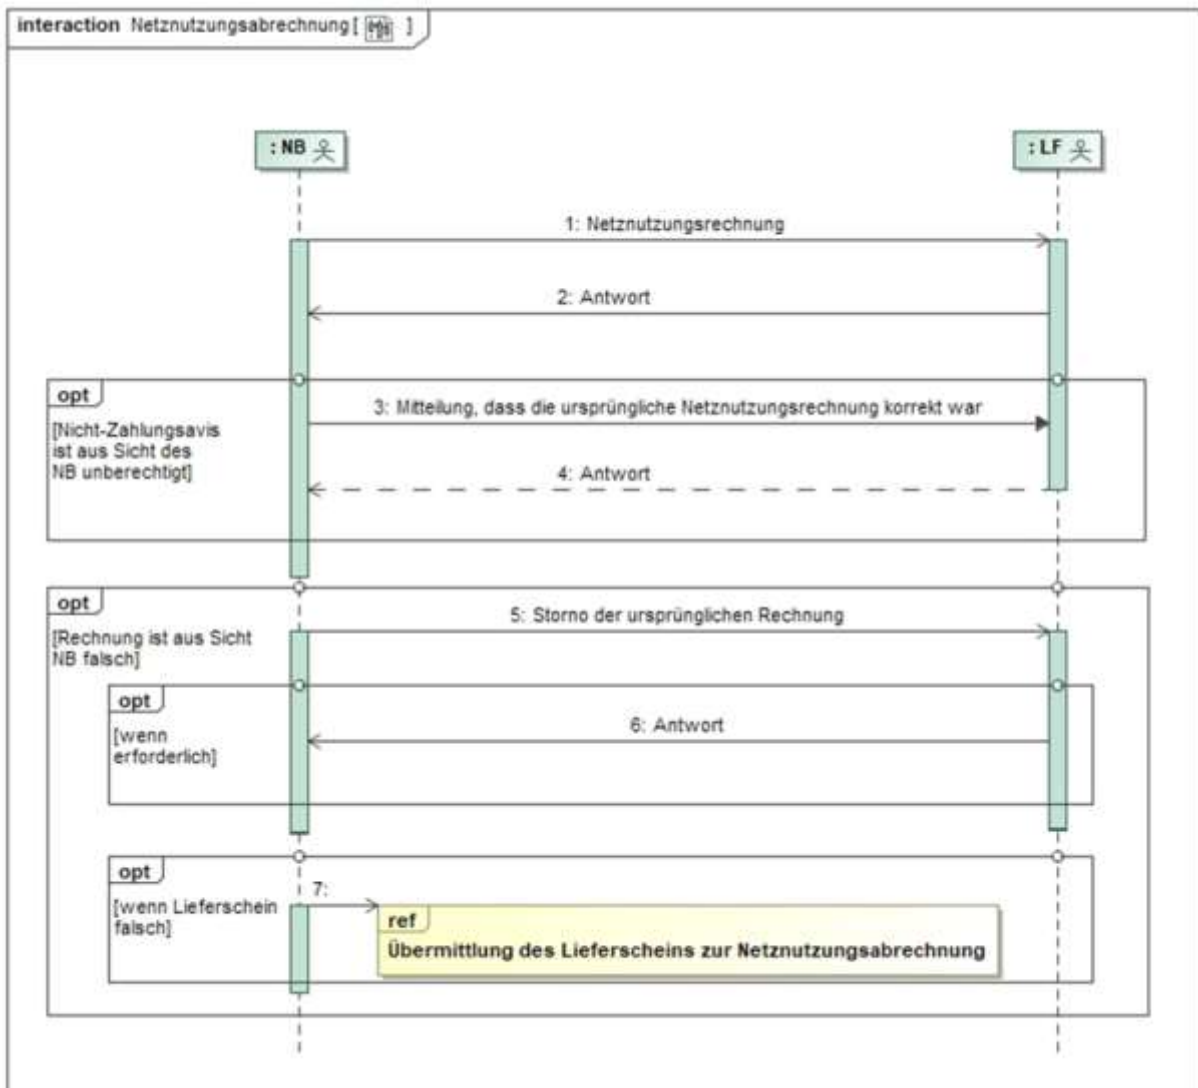 interaction Netznutzungsabrechnung[ ]
: NB
: LF
1: Netznutzungsrechnung
2: Antwort
opt
3: Mitteilung, dass die ursprüngliche Netznutzungsrechnung korrekt war
[Nicht-Zahlungsavis
ist aus Sicht des
NB unberechtigt]
4: Antwort
opt
5: Storno der ursprünglichen Rechnung
[Rechnung ist aus Sicht
NB falsch]
opt
6: Antwort
[wenn
erforderlich]
opt
7:
[wenn Lieferschein
falsch]
ref
Übermittlung des Lieferscheins zur Netznutzungsabrechnung